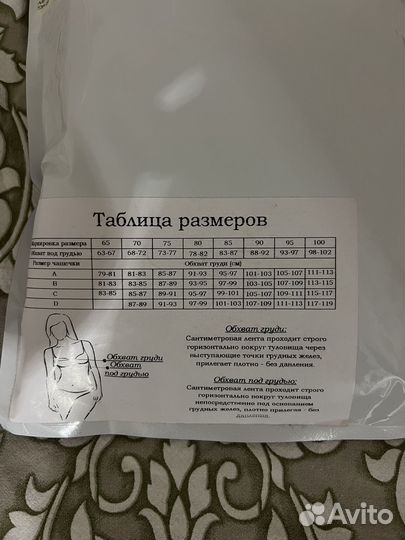 Таблица размеров
Маркировка размера 65 70 75 80 85 90 95 100
Обхват под грудью 63-67 68-72 73-77 78-82 83-87 88-92 93-97 98-102
Размер чашечки Обхват груди (см)
A 79-81 81-83 85-87 91-93 95-97 101-103 105-107 111-113
B 81-83 83-85 87-89 93-95 97-99 103-105 107-109 113-115
C 83-85 85-87 89-91 95-97 99-101 105-107 109-111 115-117
D 87-89 91-93 97-99 101-103 107-109 111-113 117-119
Обхват груди
Обхват
под грудью
Обхват груди:
Сантиметровая лента проходит строго
горизонтально вокруг туловища через
выступающие точки грудных желез,
прилегает плотно - без давления.
Обхват под грудью:
Сантиметровая лента проходит строго
горизонтально вокруг туловища
непосредственно под основанием
грудных желез, плотно прилегая - без
давления.
Avito